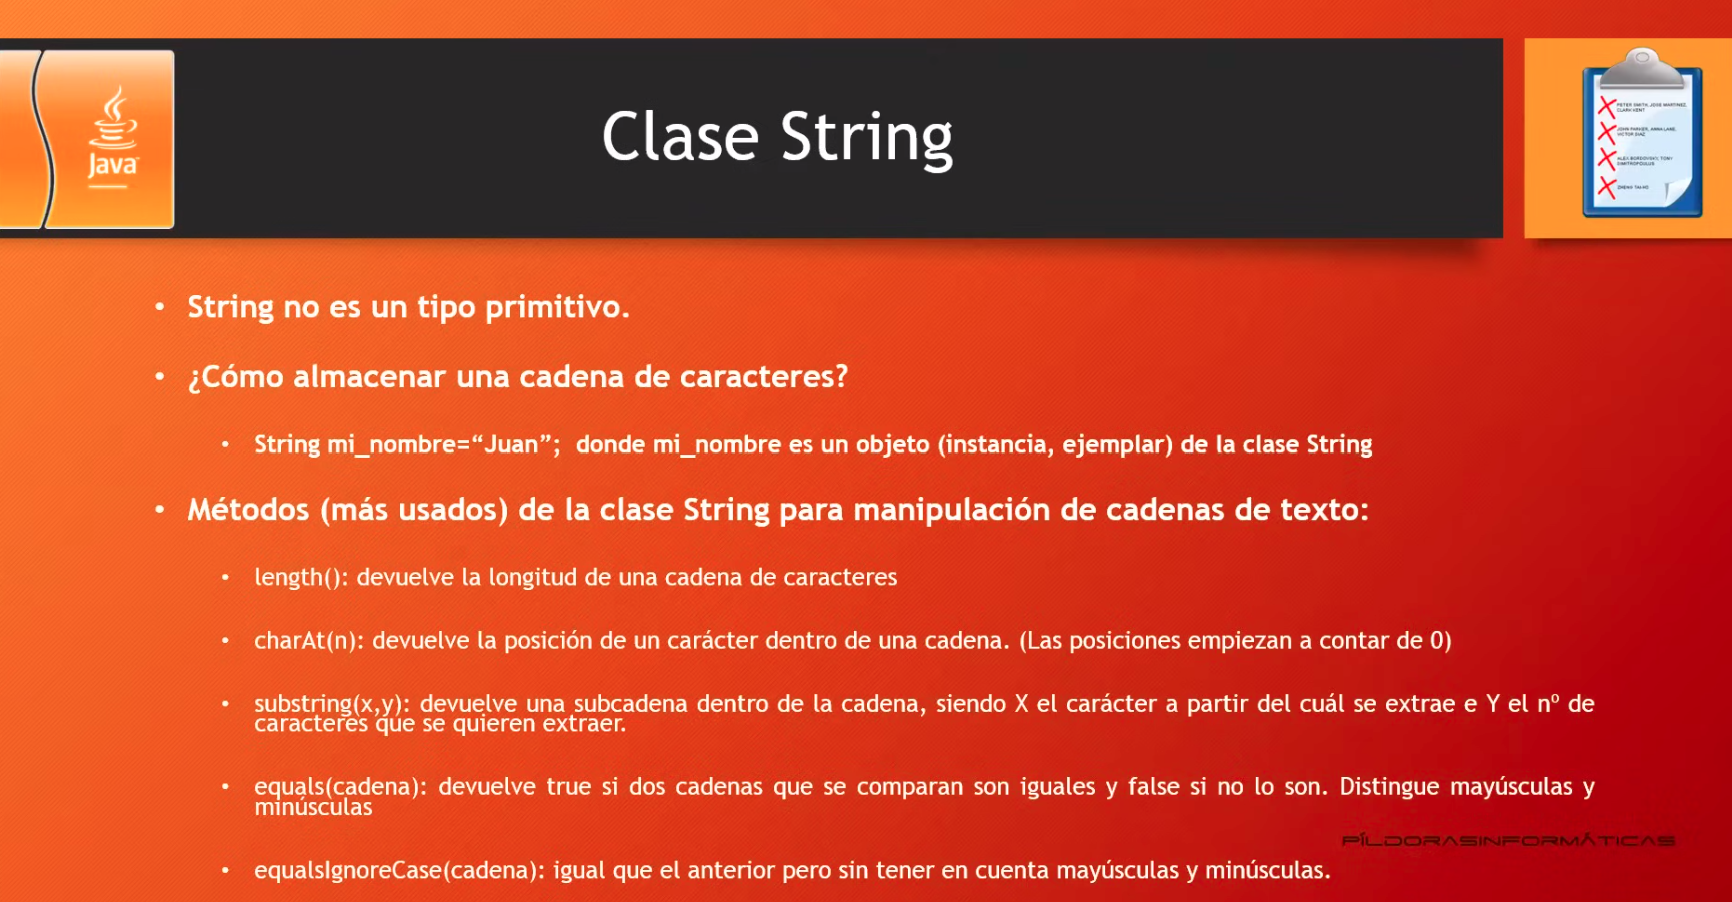 Clase String
Java
PETER SMITH, JOSE MARTINEZ,
CLARK KENT
JOHN PARKER, ANNA LANE,
VICTOR DIAZ
ALEX BORDOVSKY, TONY
DIMITROPOULUS
• String no es un tipo primitivo.
• ¿Cómo almacenar una cadena de caracteres?
• String mi_nombre=“Juan”; donde mi_nombre es un objeto (instancia, ejemplar) de la clase String
• Métodos (más usados) de la clase String para manipulación de cadenas de texto:
• length(): devuelve la longitud de una cadena de caracteres
• charAt(n): devuelve la posición de un carácter dentro de una cadena. (Las posiciones empiezan a contar de 0)
• substring(x,y): devuelve una subcadena dentro de la cadena, siendo X el carácter a partir del cuál se extrae e Y el nº de
caracteres que se quieren extraer.
• equals(cadena): devuelve true si dos cadenas que se comparan son iguales y false si no lo son. Distingue mayúsculas y
minúsculas
PÍLDORASINFORMÁTICAS
• equalsIgnoreCase(cadena): igual que el anterior pero sin tener en cuenta mayúsculas y minúsculas.